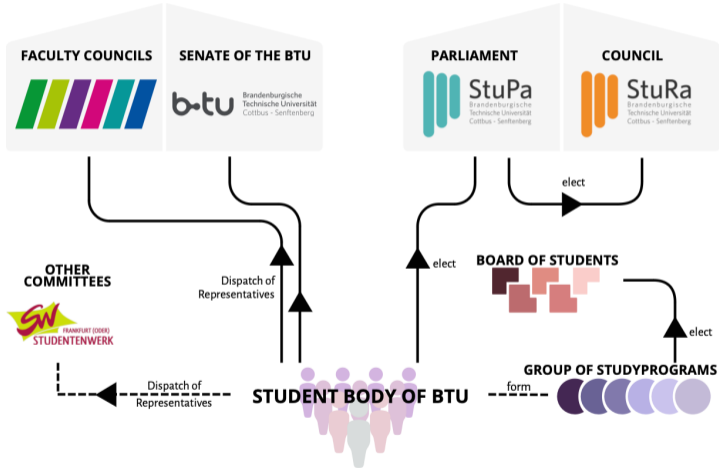 FACULTY COUNCILS
SENATE OF THE BTU
b-tu
Brandenburgische
Technische Universität
Cottbus - Senftenberg
PARLIAMENT
StuPa
Brandenburgische
Technische Universität
Cottbus - Senftenberg
COUNCIL
StuRa
Brandenburgische
Technische Universität
Cottbus - Senftenberg
elect
OTHER
COMMITTEES
SW
FRANKFURT (ODER)
STUDENTENWERK
Dispatch of
Representatives
elect
BOARD OF STUDENTS
elect
Dispatch of
Representatives
STUDENT BODY OF BTU
form
GROUP OF STUDYPROGRAMS